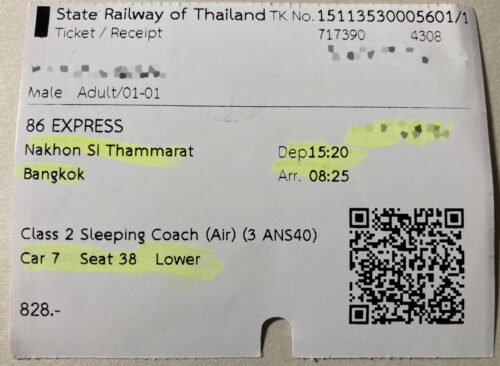 State Railway of Thailand TK No. 15113530005601/1
Ticket / Receipt 717390 4308
Male Adult/01-01
86 EXPRESS
Nakhon Si Thammarat Dep15:20
Bangkok Arr. 08:25
Class 2 Sleeping Coach (Air) (3 ANS40)
Car 7 Seat 38 Lower
828.-